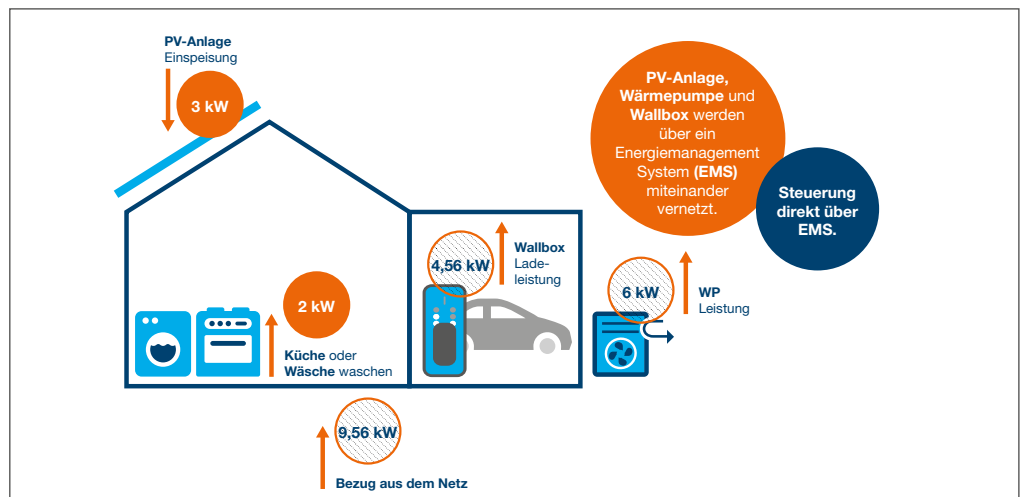 PV-Anlage
Einspeisung
3 kW
PV-Anlage,
Wärmepumpe und
Wallbox werden
über ein
Energiemanagement
System (EMS)
miteinander
vernetzt.
Steuerung
direkt über
EMS.
4,56 kW
Wallbox
Lade-
leistung
6 kW
WP
Leistung
2 kW
Küche oder
Wäsche waschen
9,56 kW
Bezug aus dem Netz